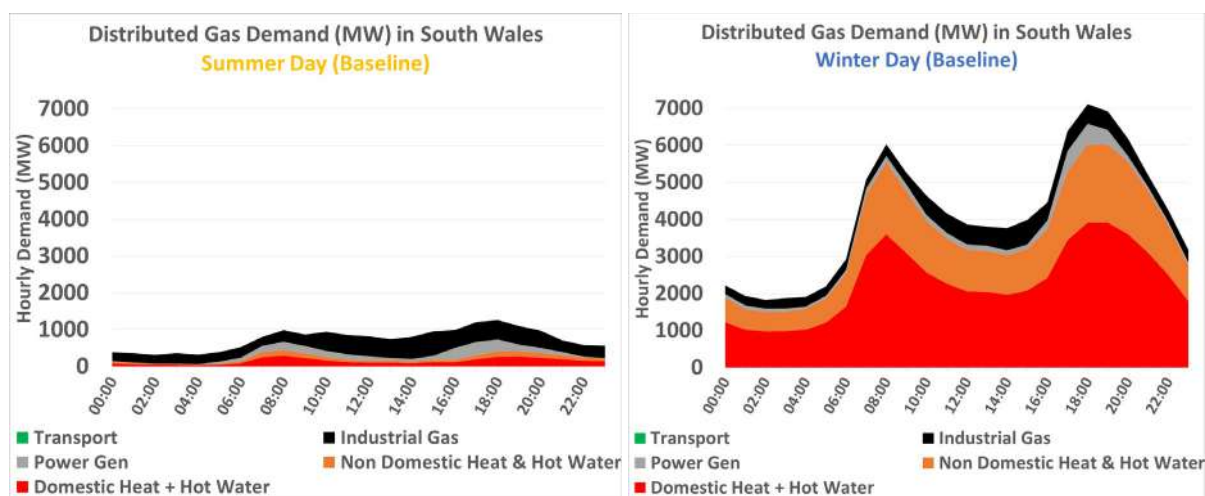 Distributed Gas Demand (MW) in South Wales
Summer Day (Baseline)
Hourly Demand (MW)
7000
6000
5000
4000
3000
2000
1000
0
00:00 02:00 04:00 06:00 08:00 10:00 12:00 14:00 16:00 18:00 20:00 22:00
Transport Industrial Gas
Power Gen Non Domestic Heat & Hot Water
Domestic Heat + Hot Water
Distributed Gas Demand (MW) in South Wales
Winter Day (Baseline)
Hourly Demand (MW)
7000
6000
5000
4000
3000
2000
1000
0
00:00 02:00 04:00 06:00 08:00 10:00 12:00 14:00 16:00 18:00 20:00 22:00
Transport Industrial Gas
Power Gen Non Domestic Heat & Hot Water
Domestic Heat + Hot Water